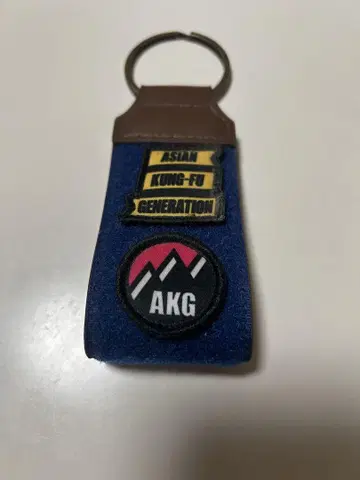 ASIAN
KUNG-FU
GENERATION
AKG